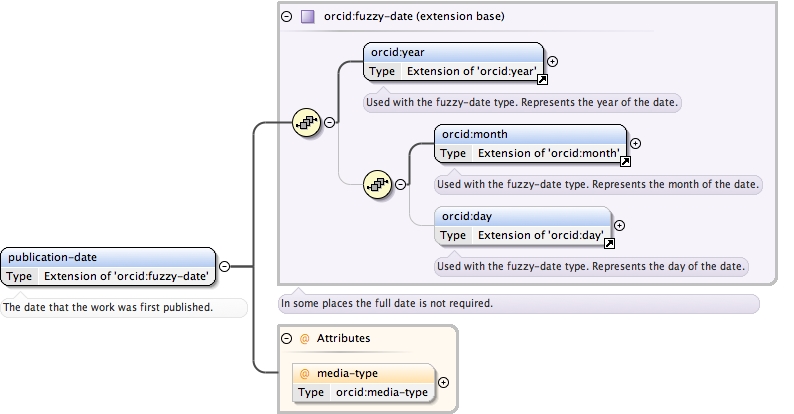 orcid:fuzzy-date (extension base)
orcid:year
Type Extension of 'orcid:year'
Used with the fuzzy-date type. Represents the year of the date.
orcid:month
Type Extension of 'orcid:month'
Used with the fuzzy-date type. Represents the month of the date.
orcid:day
Type Extension of 'orcid:day'
Used with the fuzzy-date type. Represents the day of the date.
publication-date
Type Extension of 'orcid:fuzzy-date'
The date that the work was first published.
In some places the full date is not required.
@ Attributes
@ media-type
Type orcid:media-type